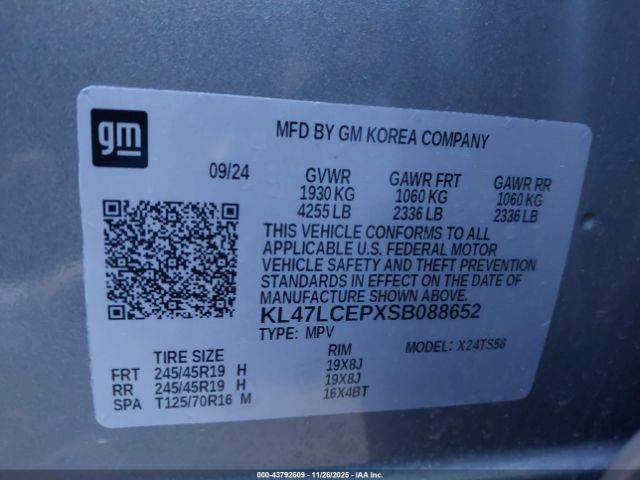 gm
MFD BY GM KOREA COMPANY
09/24 GVWR GAWR FRT GAWR RR
1930 KG 1060 KG 1060 KG
4255 LB 2336 LB 2336 LB
THIS VEHICLE CONFORMS TO ALL
APPLICABLE U.S. FEDERAL MOTOR
VEHICLE SAFETY AND THEFT PREVENTION
STANDARDS IN EFFECT ON THE DATE OF
MANUFACTURE SHOWN ABOVE.
KL47LCEPXSB088652
TYPE: MPV MODEL: X24TS58
TIRE SIZE RIM
FRT 245/45R19 H 19X8J
RR 245/45R19 H 19X8J
SPA T125/70R16 M 16X4BT
000-43792609 - 11/26/2025 - IAAI Inc.